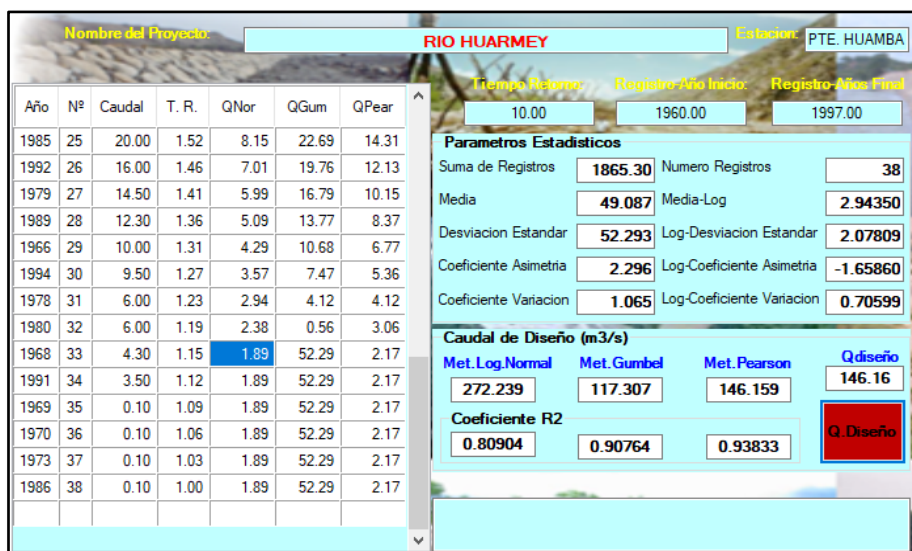 Nombre del Proyecto: RIO HUARMEY Estacion: PTE. HUAMBA
Tiempo Retorno: Registro-Año Inicio: Registro-Años Final
10.00 1960.00 1997.00
Año Nº Caudal T. R. QNor QGum QPear
1985 25 20.00 1.52 8.15 22.69 14.31
1992 26 16.00 1.46 7.01 19.76 12.13
1979 27 14.50 1.41 5.99 16.79 10.15
1989 28 12.30 1.36 5.09 13.77 8.37
1966 29 10.00 1.31 4.29 10.68 6.77
1994 30 9.50 1.27 3.57 7.47 5.36
1978 31 6.00 1.23 2.94 4.12 4.12
1980 32 6.00 1.19 2.38 0.56 3.06
1968 33 4.30 1.15 1.89 52.29 2.17
1991 34 3.50 1.12 1.89 52.29 2.17
1969 35 0.10 1.09 1.89 52.29 2.17
1970 36 0.10 1.06 1.89 52.29 2.17
1973 37 0.10 1.03 1.89 52.29 2.17
1986 38 0.10 1.00 1.89 52.29 2.17
Parametros Estadisticos
Suma de Registros 1865.30 Numero Registros 38
Media 49.087 Media-Log 2.94350
Desviacion Estandar 52.293 Log-Desviacion Estandar 2.07809
Coeficiente Asimetria 2.296 Log-Coeficiente Asimetria -1.65860
Coeficiente Variacion 1.065 Log-Coeficiente Variacion 0.70599
Caudal de Diseño (m3/s)
Met.Log.Normal Met.Gumbel Met.Pearson Qdiseño
272.239 117.307 146.159 146.16
Coeficiente R2
0.80904 0.90764 0.93833
Q.Diseño